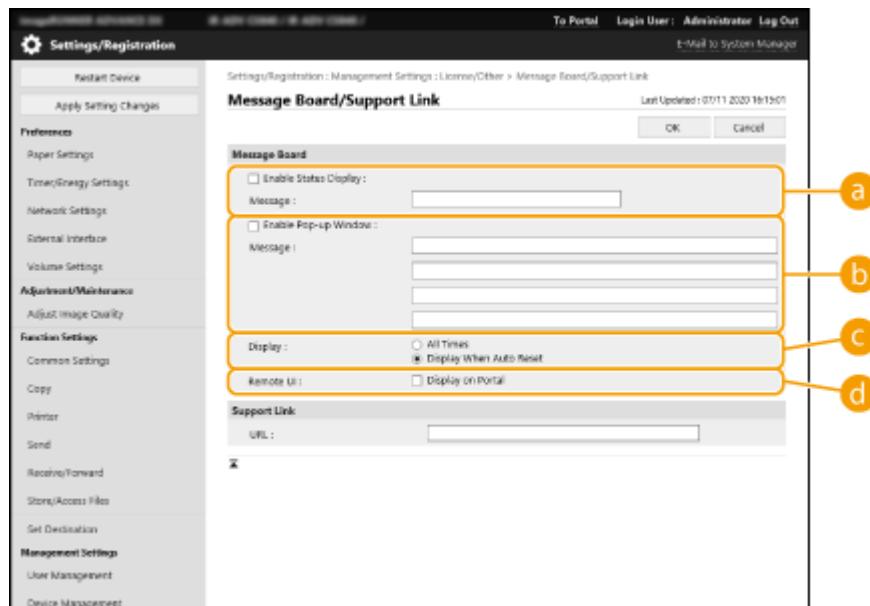 To Portal Login User : Administrator Log Out
Settings/Registration
E-Mail to System Manager
Restart Device
Apply Setting Changes
Preferences
Paper Settings
Timer/Energy Settings
Network Settings
External Interface
Volume Settings
Adjustment/Maintenance
Adjust Image Quality
Function Settings
Common Settings
Copy
Printer
Send
Receive/Forward
Store/Access Files
Set Destination
Management Settings
User Management
Device Management
Settings/Registration : Management Settings : License/Other > Message Board/Support Link
Message Board/Support Link
Last Updated : 07/11 2020 16:15:01
OK Cancel
Message Board
Enable Status Display :
Message :
a
Enable Pop-up Window :
Message :
b
Display :
All Times
Display When Auto Reset
c
Remote UI :
Display on Portal
d
Support Link
URL :